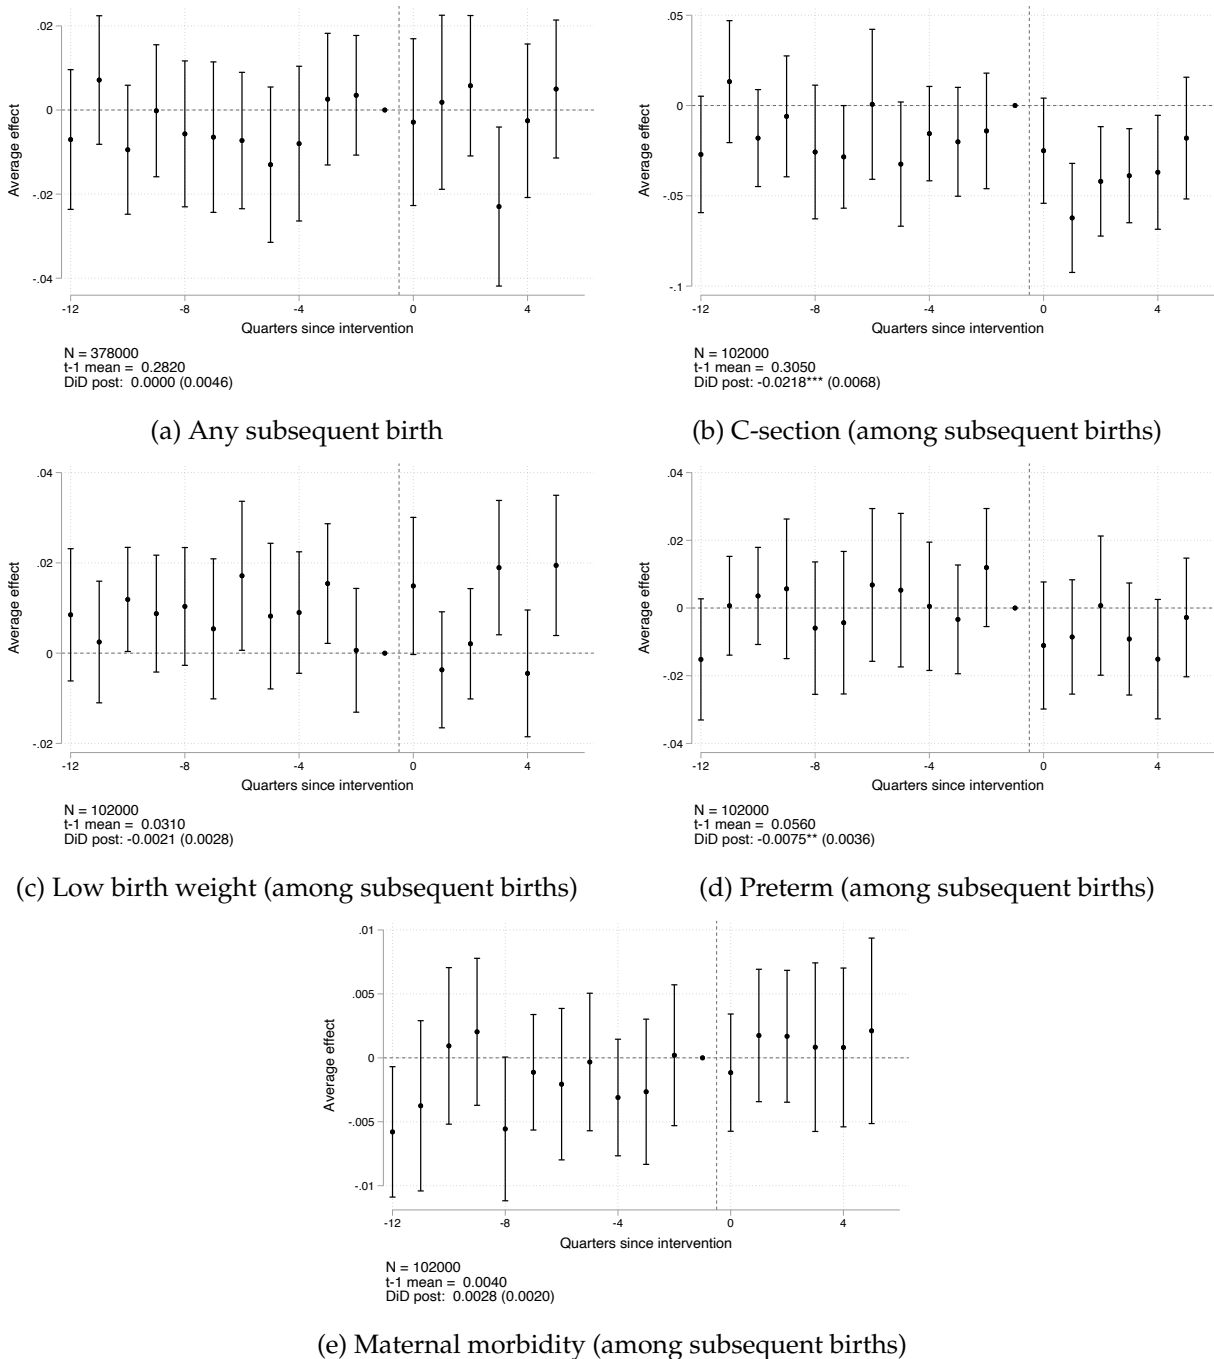 .02
0
-.02
-.04
Average effect
-12
-8
-4
0
4
Quarters since intervention
N = 378000
t-1 mean = 0.2820
DiD post: 0.0000 (0.0046)
(a) Any subsequent birth
.05
0
-.05
-.1
Average effect
-12
-8
-4
0
4
Quarters since intervention
N = 102000
t-1 mean = 0.3050
DiD post: -0.0218*** (0.0068)
(b) C-section (among subsequent births)
.04
.02
0
-.02
Average effect
-12
-8
-4
0
4
Quarters since intervention
N = 102000
t-1 mean = 0.0310
DiD post: -0.0021 (0.0028)
(c) Low birth weight (among subsequent births)
.04
.02
0
-.02
-.04
Average effect
-12
-8
-4
0
4
Quarters since intervention
N = 102000
t-1 mean = 0.0560
DiD post: -0.0075** (0.0036)
(d) Preterm (among subsequent births)
.01
.005
0
-.005
-.01
Average effect
-12
-8
-4
0
4
Quarters since intervention
N = 102000
t-1 mean = 0.0040
DiD post: 0.0028 (0.0020)
(e) Maternal morbidity (among subsequent births)